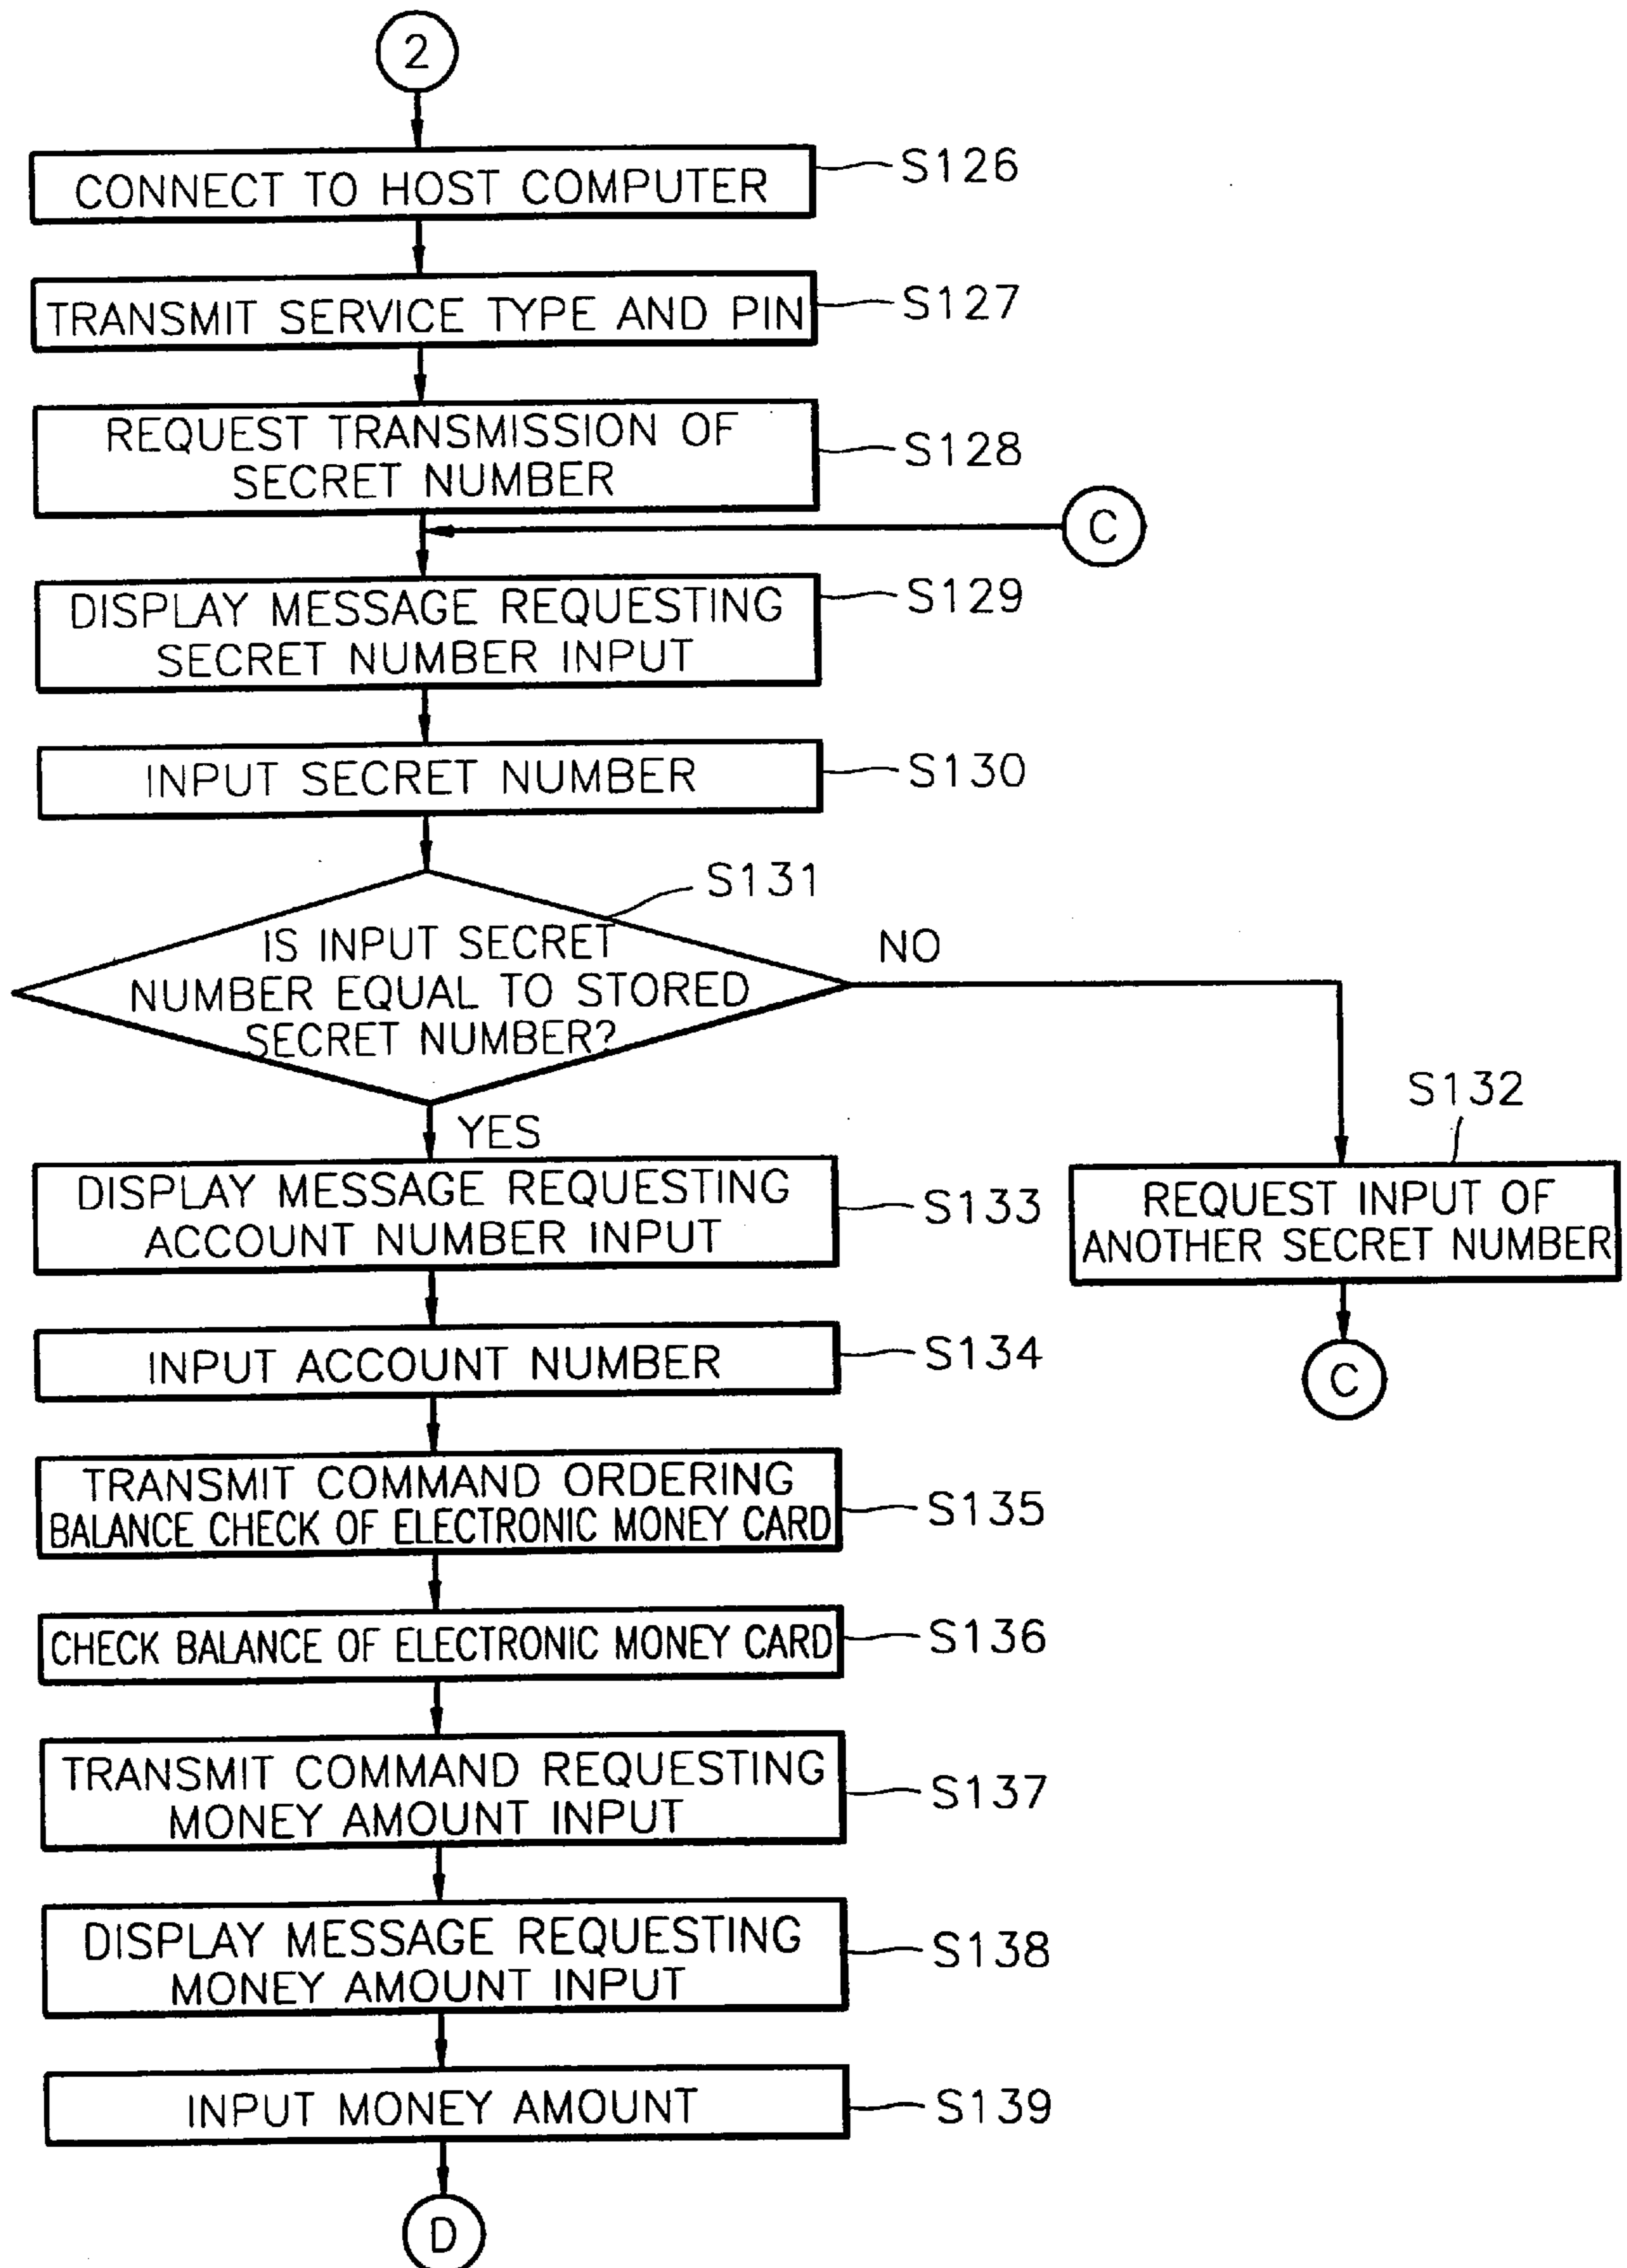 2
CONNECT TO HOST COMPUTER
S126
TRANSMIT SERVICE TYPE AND PIN
S127
REQUEST TRANSMISSION OF
SECRET NUMBER
S128
C
DISPLAY MESSAGE REQUESTING
SECRET NUMBER INPUT
S129
INPUT SECRET NUMBER
S130
S131
IS INPUT SECRET
NUMBER EQUAL TO STORED
SECRET NUMBER?
NO
YES
S132
REQUEST INPUT OF
ANOTHER SECRET NUMBER
C
DISPLAY MESSAGE REQUESTING
ACCOUNT NUMBER INPUT
S133
INPUT ACCOUNT NUMBER
S134
TRANSMIT COMMAND ORDERING
BALANCE CHECK OF ELECTRONIC MONEY CARD
S135
CHECK BALANCE OF ELECTRONIC MONEY CARD
S136
TRANSMIT COMMAND REQUESTING
MONEY AMOUNT INPUT
S137
DISPLAY MESSAGE REQUESTING
MONEY AMOUNT INPUT
S138
INPUT MONEY AMOUNT
S139
D